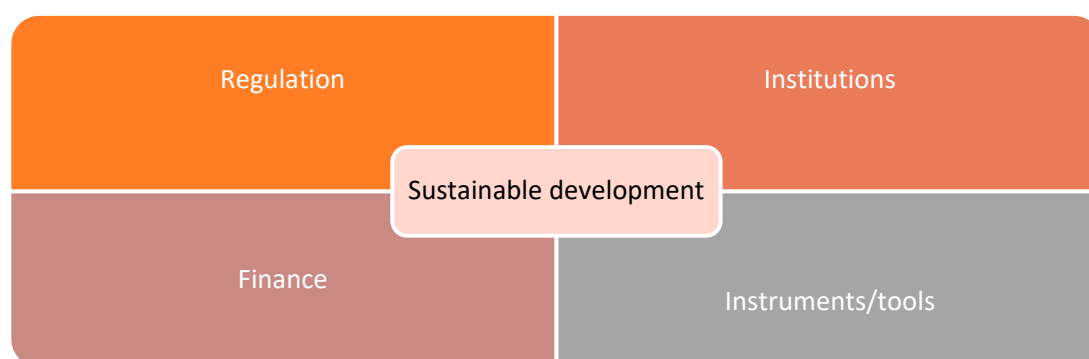 Regulation
Institutions
Sustainable development
Finance
Instruments/tools